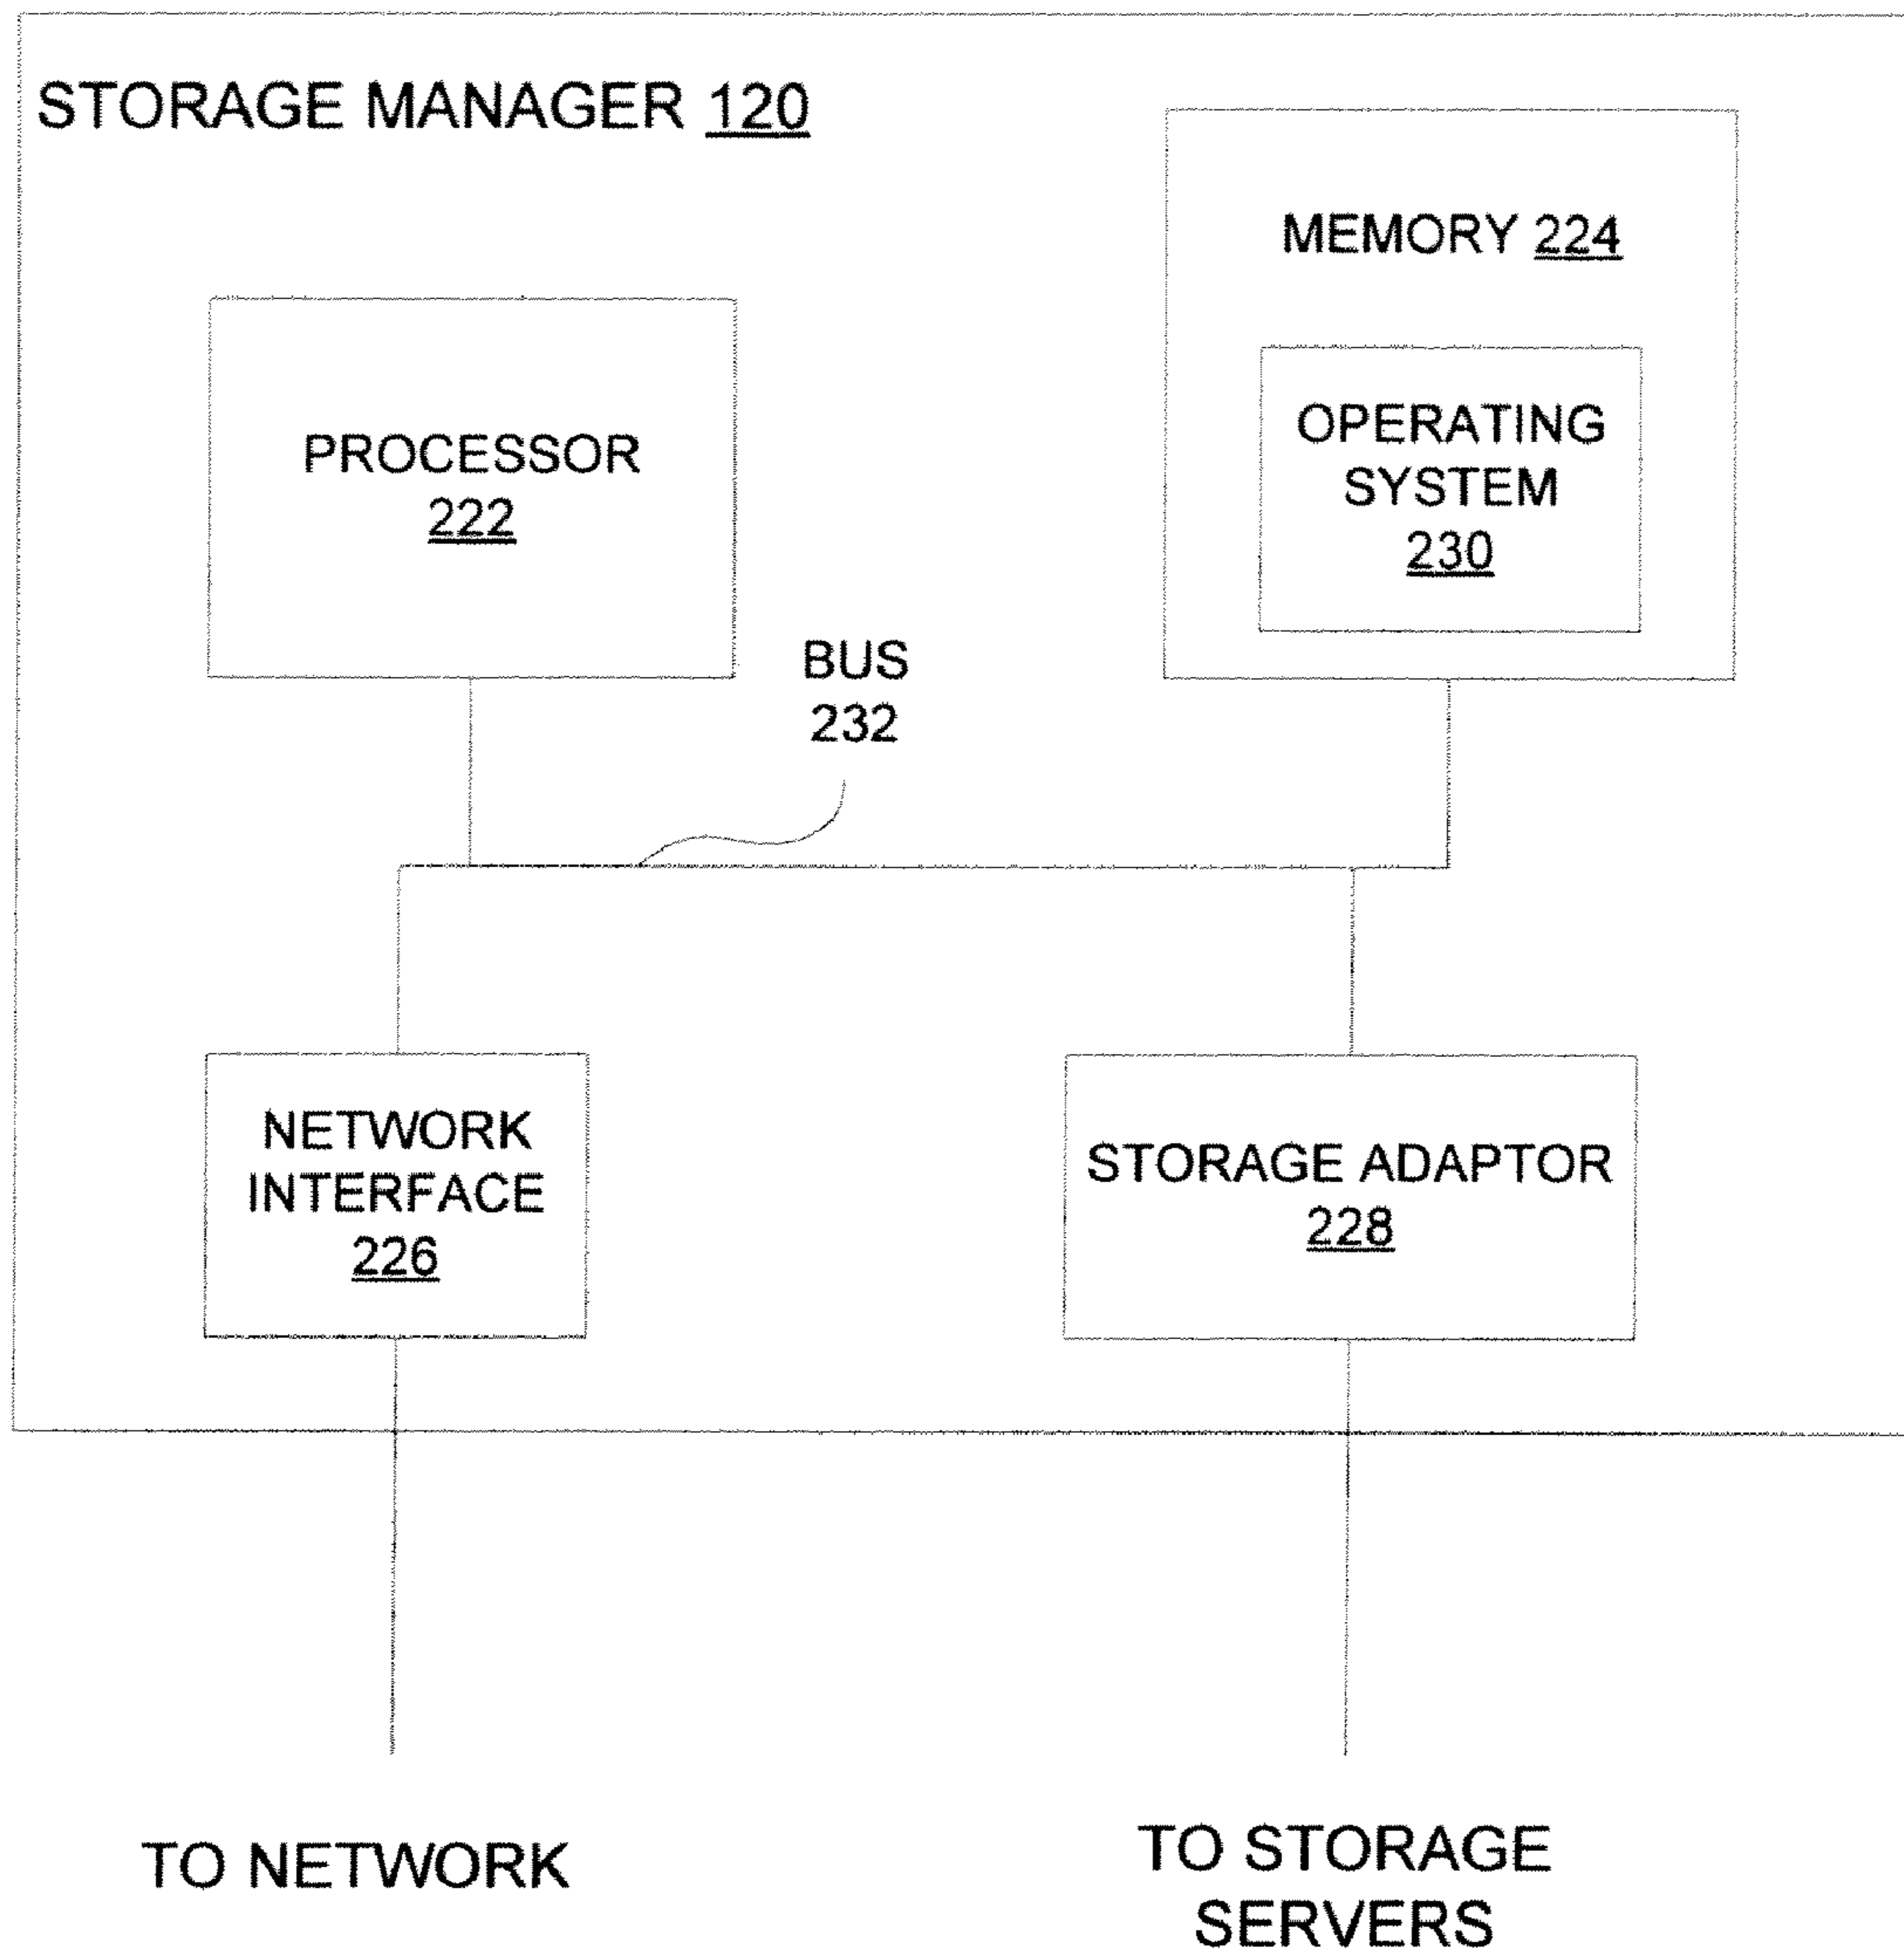 STORAGE MANAGER 120
MEMORY 224
OPERATING
SYSTEM
230
PROCESSOR
222
BUS
232
NETWORK
INTERFACE
226
STORAGE ADAPTOR
228
TO NETWORK
TO STORAGE
SERVERS